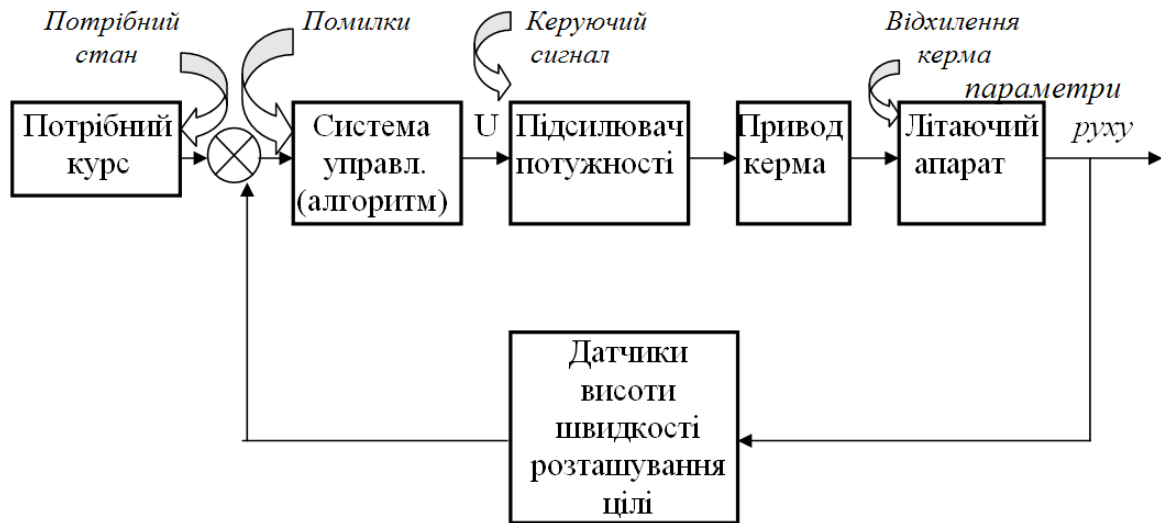 Потрібний
стан
Помилки
Керуючий
сигнал
Відхилення
керма
параметри
руху
Потрібний
курс
Система
управл.
(алгоритм)
U
Підсилювач
потужності
Привод
керма
Літаючий
апарат
Датчики
висоти
швидкості
розташування
цілі